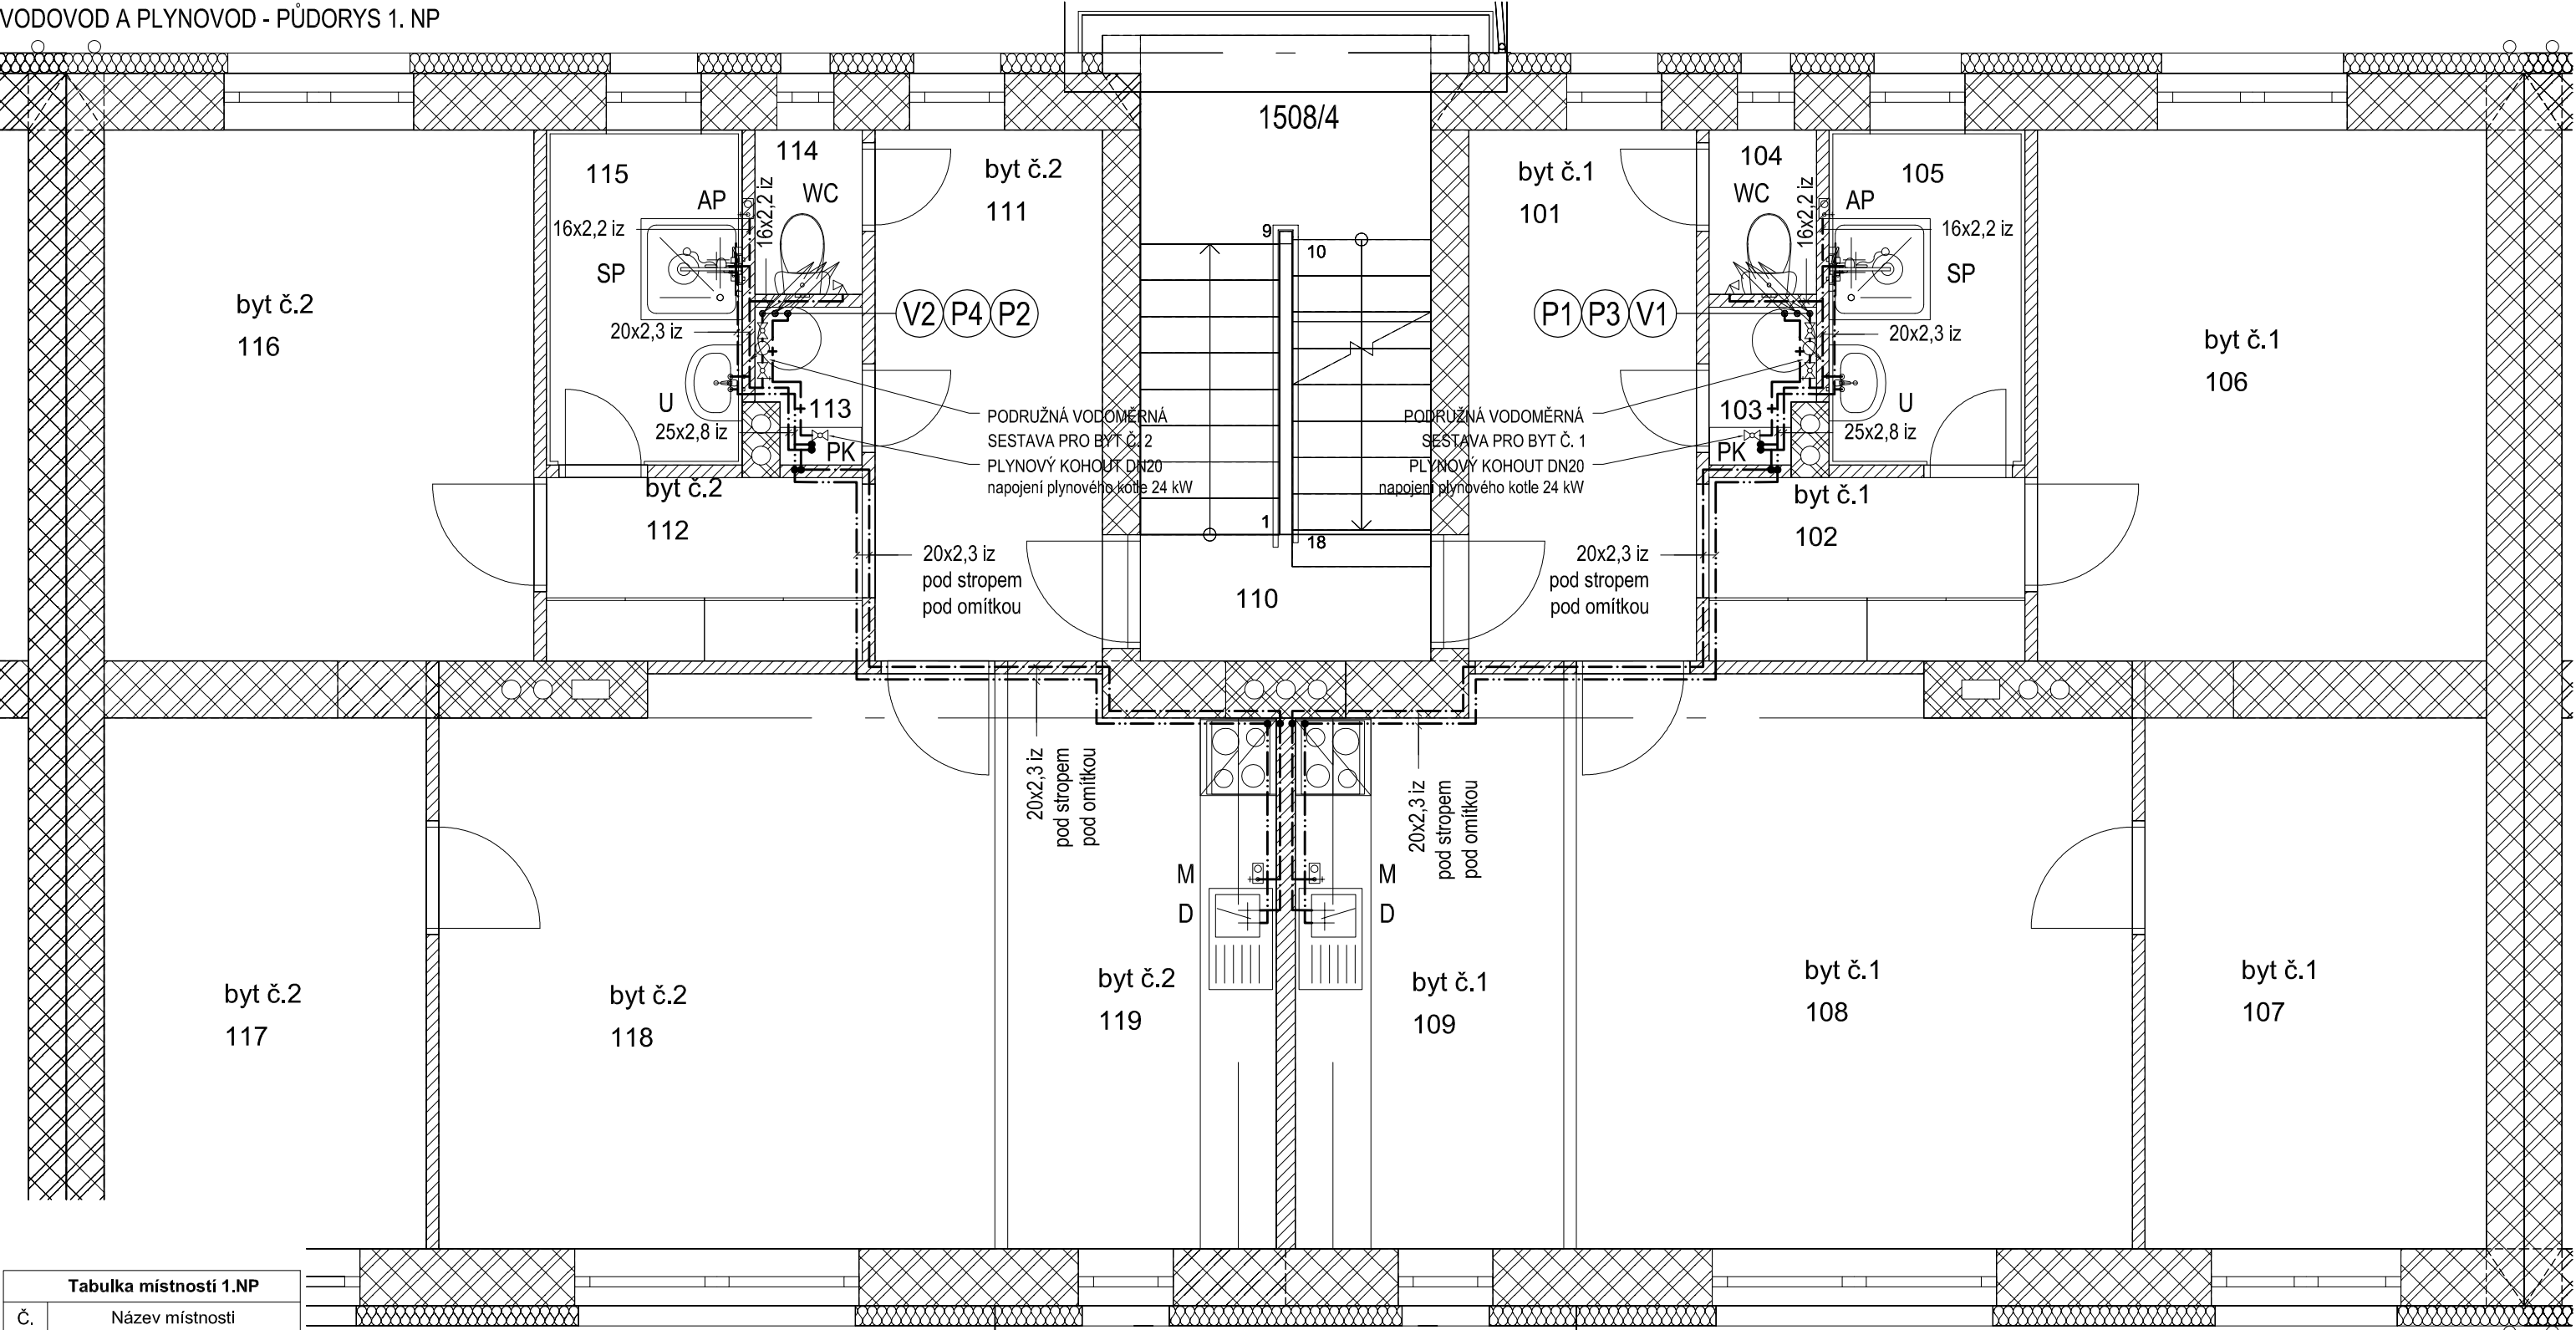 VODOVOD A PLYNOVOD - PŮDORYS 1. NP
1508/4
115
AP
16x2,2 iz
SP
20x2,3 iz
U
25x2,8 iz
114
WC
16x2,2 iz
byt č.2
111
V2
P4
P2
113
PK
PODRUŽNÁ VODOMĚRNÁ
SESTAVA PRO BYT Č. 2
PLYNOVÝ KOHOUT DN20
napojení plynového kotle 24 kW
byt č.2
116
byt č.2
112
20x2,3 iz
pod stropem
pod omítkou
9
10
1
18
110
byt č.1
101
104
WC
16x2,2 iz
105
AP
16x2,2 iz
SP
20x2,3 iz
U
25x2,8 iz
P1
P3
V1
103
PK
PODRUŽNÁ VODOMĚRNÁ
SESTAVA PRO BYT Č. 1
PLYNOVÝ KOHOUT DN20
napojení plynového kotle 24 kW
byt č.1
102
20x2,3 iz
pod stropem
pod omítkou
byt č.1
106
20x2,3 iz
pod stropem
pod omítkou
20x2,3 iz
pod stropem
pod omítkou
M
D
M
D
byt č.2
117
byt č.2
118
byt č.2
119
byt č.1
109
byt č.1
108
byt č.1
107
Tabulka místností 1.NP
Č. Název místnosti